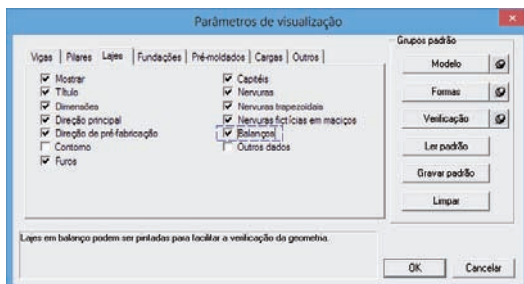 Parâmetros de visualização
Vigas Pilares Lajes Fundações Pré-moldados Cargas Outros
Mostrar
Título
Dimensões
Direção principal
Direção de pré-fabricação
Contorno
Furos
Capitéis
Nervuras
Nervuras trapezoidais
Nervuras fictícias em maciços
Balanços
Outros dados
Grupos padrão
Modelo
Formas
Verificação
Ler padrão
Gravar padrão
Limpar
Lajes em balanço podem ser pintadas para facilitar a verificação da geometria.
OK Cancelar